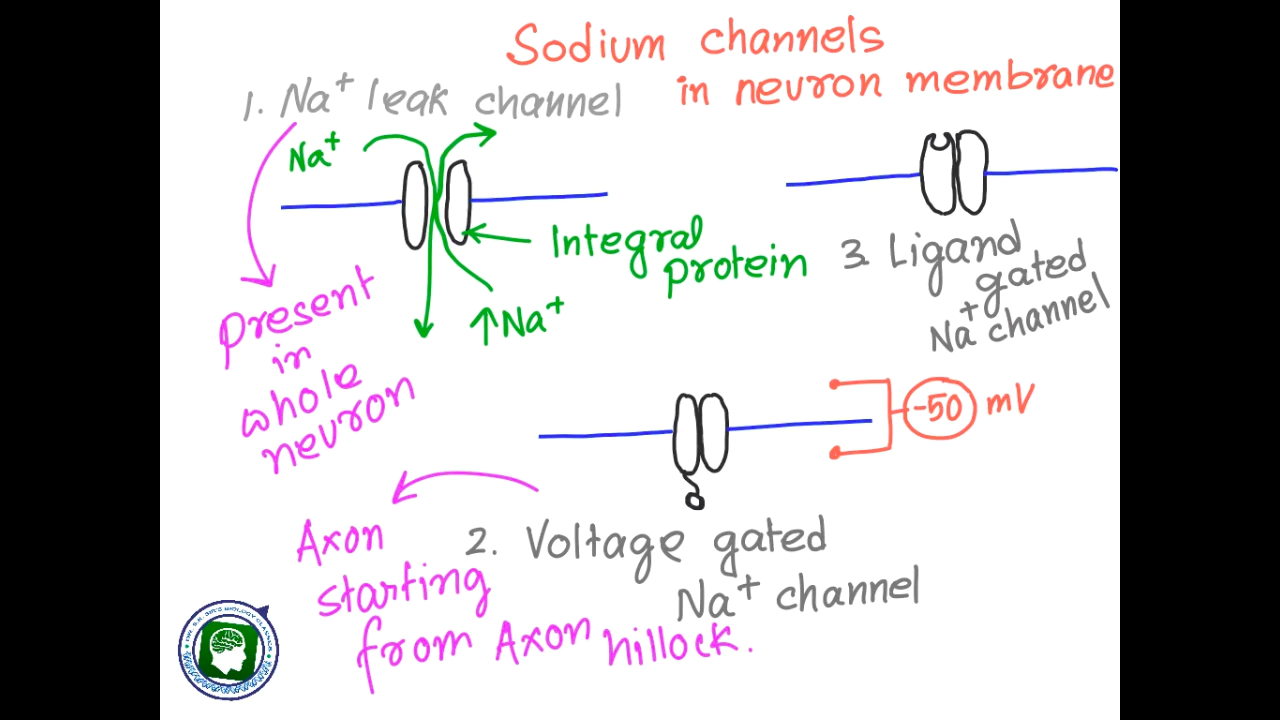 Sodium channels
in neuron membrane
1. Na+ leak channel
Na+
Integral
protein
↑Na+
Present
in
whole
neuron
3. Ligand
gated
Na+ channel
-50 mV
2. Voltage gated
Na+ channel
Axon
starting
from Axon hillock.